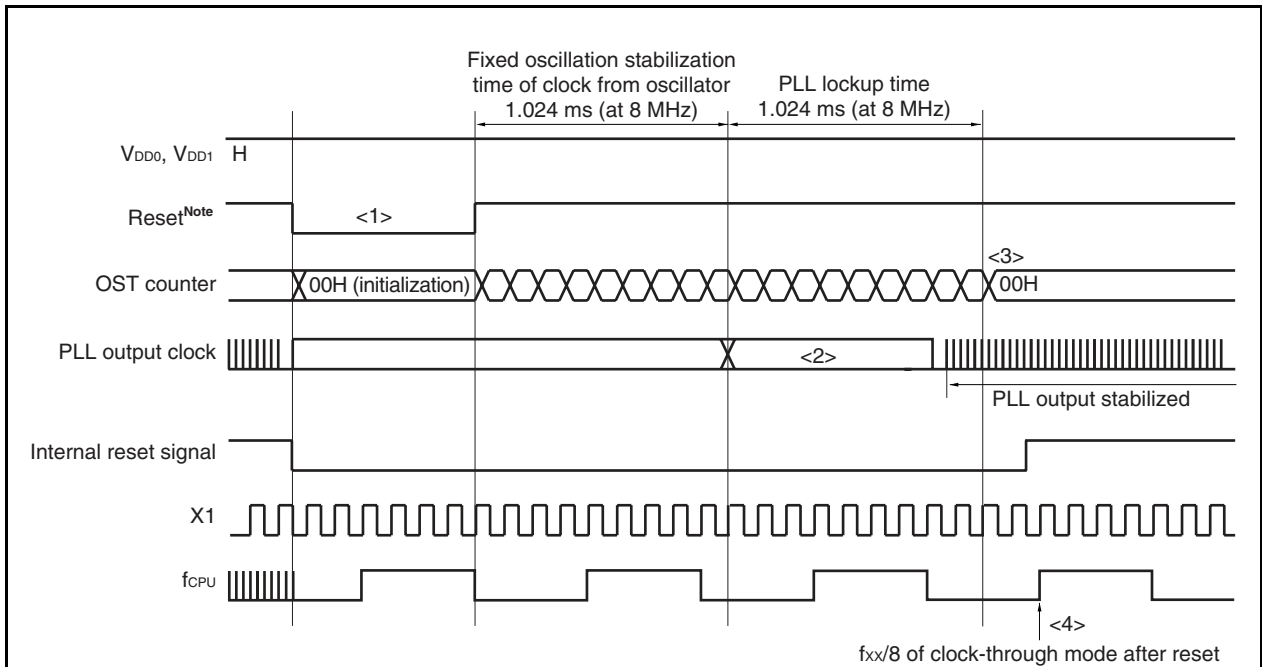 Fixed oscillation stabilization
time of clock from oscillator
1.024 ms (at 8 MHz)
PLL lockup time
1.024 ms (at 8 MHz)
VDD0, VDD1 H
ResetNote
<1>
OST counter
00H (initialization)
<3>
00H
PLL output clock
<2>
PLL output stabilized
Internal reset signal
X1
fCPU
<4>
fxx/8 of clock-through mode after reset